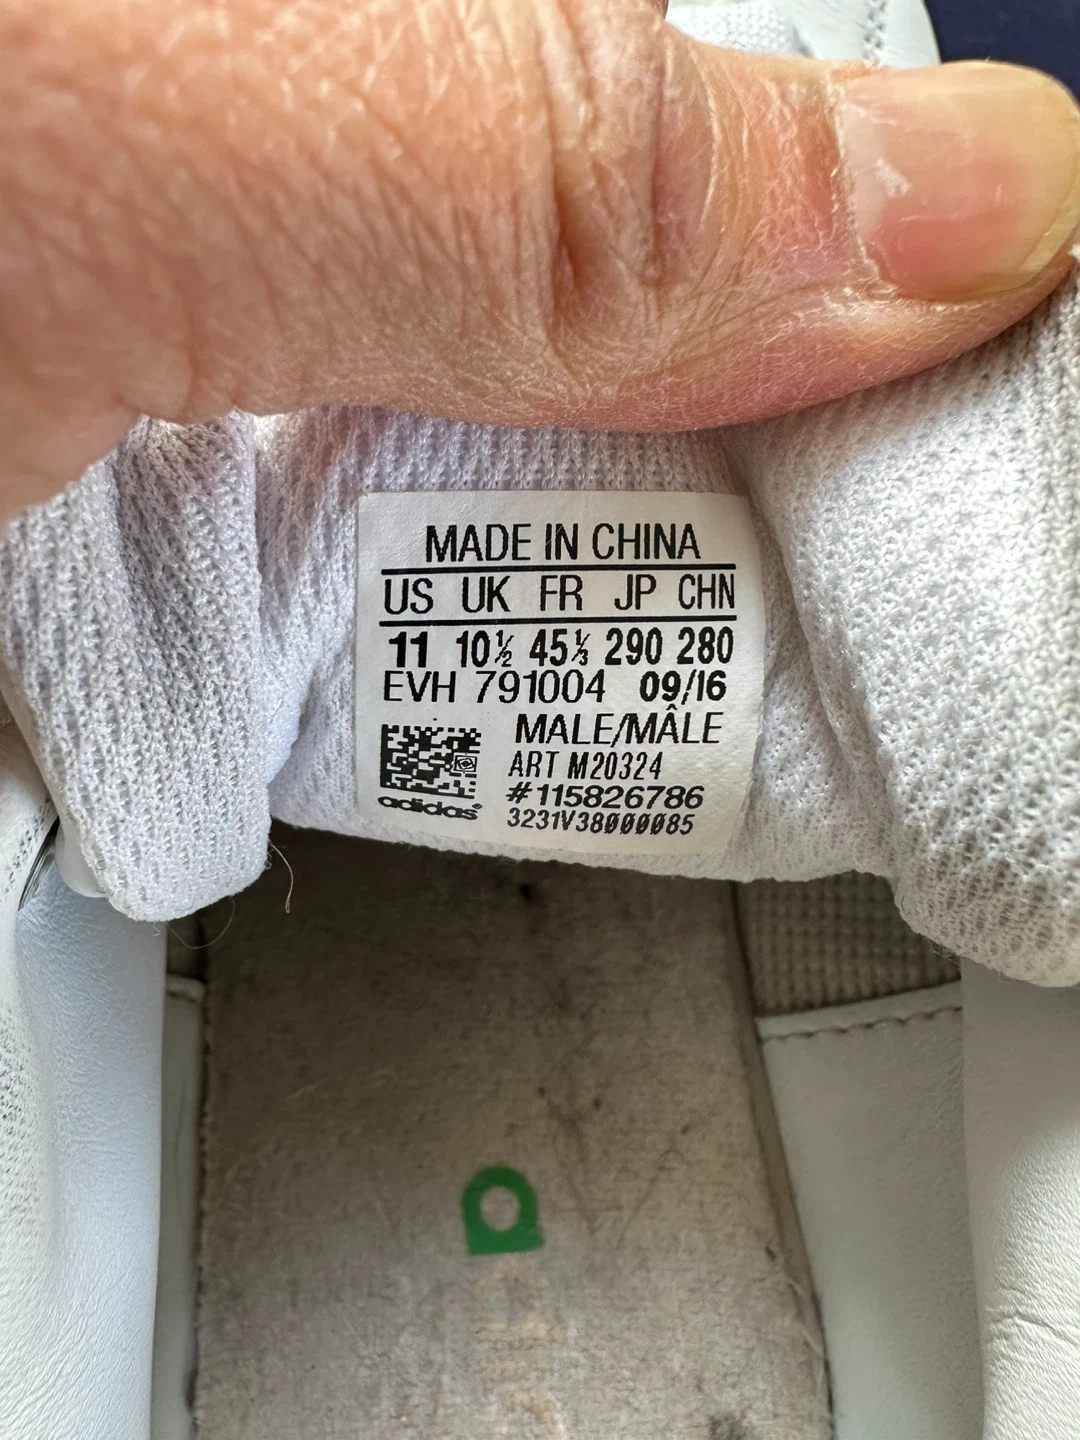 MADE IN CHINA
US UK FR JP CHN
11 10½ 45⅓ 290 280
EVH 791004 09/16
MALE/MÂLE
ART M20324
#115826786
adidas®
3231V38000085